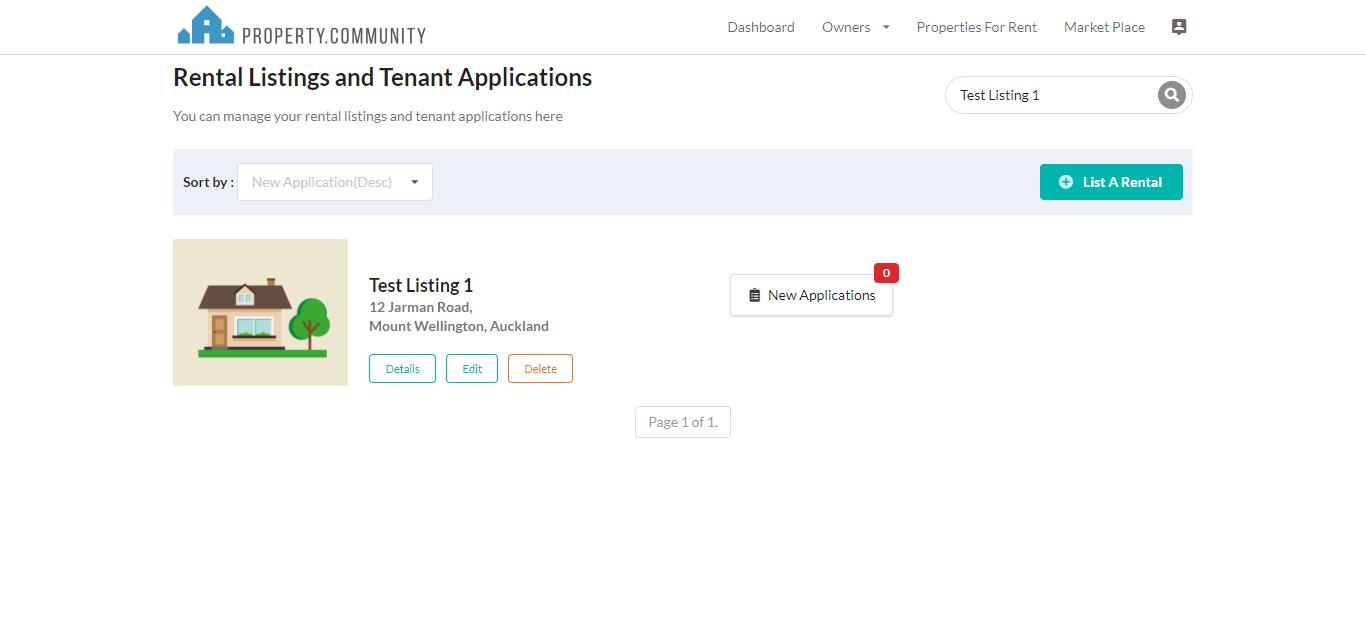 PROPERTY.COMMUNITY
Dashboard Owners Properties For Rent Market Place
Rental Listings and Tenant Applications
Test Listing 1
You can manage your rental listings and tenant applications here
Sort by : New Application(Desc) List A Rental
Test Listing 1
12 Jarman Road,
Mount Wellington, Auckland
0
New Applications
Details Edit Delete
Page 1 of 1.